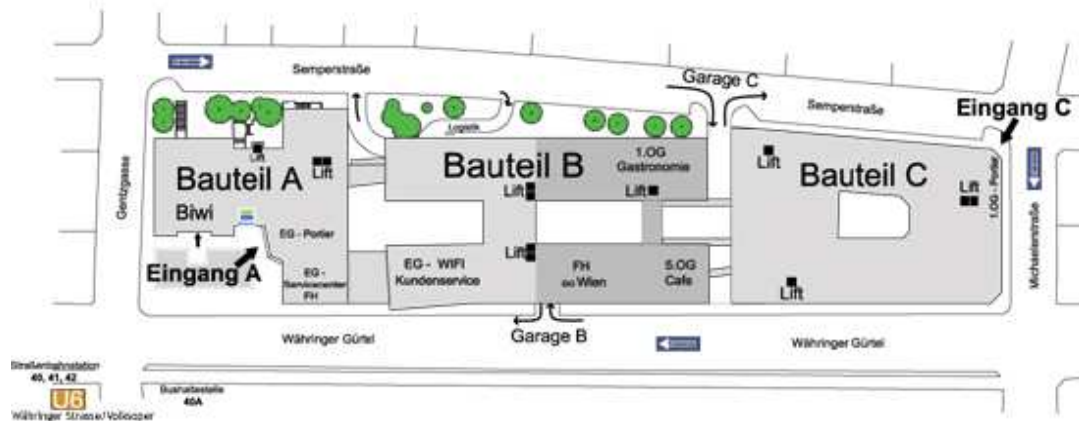 Semperstraße
Garage C
Semperstraße
Eingang C
Logistik
Lift
Lift
Bauteil A
Bauteil B
1.OG
Gastronomie
Lift
Lift
Lift
Bauteil C
Lift
1.OG - Portier
Gentzgasse
Michaelerstraße
Biwi
EG - Portier
Eingang A
EG -
Servicecenter
FH
EG - WIFI
Kundenservice
Lift
FH
Wien
5.OG
Cafe
Lift
Garage B
Währinger Gürtel
Währinger Gürtel
Straßenbahnstation
40, 41, 42
U6
Währinger Strasse/Volksoper
Bushaltestelle
40A